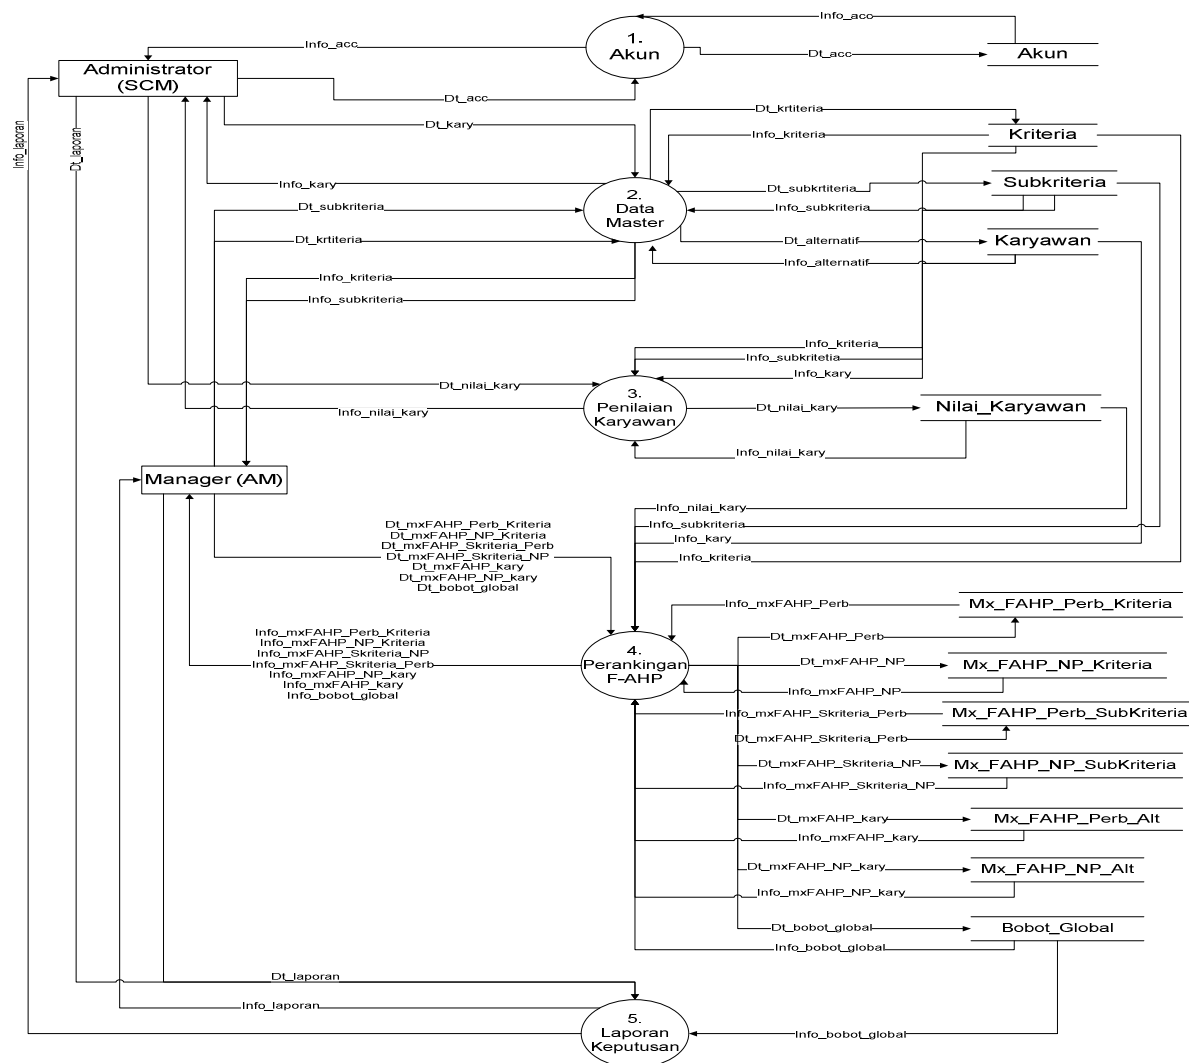 Info_acc
1.
Akun
Info_acc
Dt_acc
Akun
Administrator
(SCM)
Dt_acc
Dt_kary
Dt_krtiteria
Info_kriteria
Kriteria
Info_laporan
Dt_laporan
Info_kary
2.
Data
Master
Dt_subkrtiteria
Subkriteria
Dt_subkriteria
Info_subkriteria
Dt_krtiteria
Dt_alternatif
Karyawan
Info_alternatif
Info_kriteria
Info_subkriteria
Info_kriteria
Info_subkritetia
Info_kary
Dt_nilai_kary
3.
Penilaian
Karyawan
Info_nilai_kary
Dt_nilai_kary
Nilai_Karyawan
Info_nilai_kary
Manager (AM)
Info_nilai_kary
Info_subkriteria
Info_kary
Info_kriteria
Dt_mxFAHP_Perb_Kriteria
Dt_mxFAHP_NP_Kriteria
Dt_mxFAHP_Skriteria_Perb
Dt_mxFAHP_Skriteria_NP
Dt_mxFAHP_kary
Dt_mxFAHP_NP_kary
Dt_bobot_global
Info_mxFAHP_Perb
Mx_FAHP_Perb_Kriteria
Info_mxFAHP_Perb_Kriteria
Info_mxFAHP_NP_Kriteria
Info_mxFAHP_Skriteria_NP
Info_mxFAHP_Skriteria_Perb
Info_mxFAHP_NP_kary
Info_mxFAHP_kary
Info_bobot_global
4.
Perankingan
F-AHP
Dt_mxFAHP_Perb
Dt_mxFAHP_NP
Mx_FAHP_NP_Kriteria
Info_mxFAHP_NP
Info_mxFAHP_Skriteria_Perb
Mx_FAHP_Perb_SubKriteria
Dt_mxFAHP_Skriteria_Perb
Dt_mxFAHP_Skriteria_NP
Mx_FAHP_NP_SubKriteria
Info_mxFAHP_Skriteria_NP
Dt_mxFAHP_kary
Mx_FAHP_Perb_Alt
Info_mxFAHP_kary
Dt_mxFAHP_NP_kary
Mx_FAHP_NP_Alt
Info_mxFAHP_NP_kary
Dt_bobot_global
Bobot_Global
Info_bobot_global
Dt_laporan
Info_laporan
5.
Laporan
Keputusan
Info_bobot_global